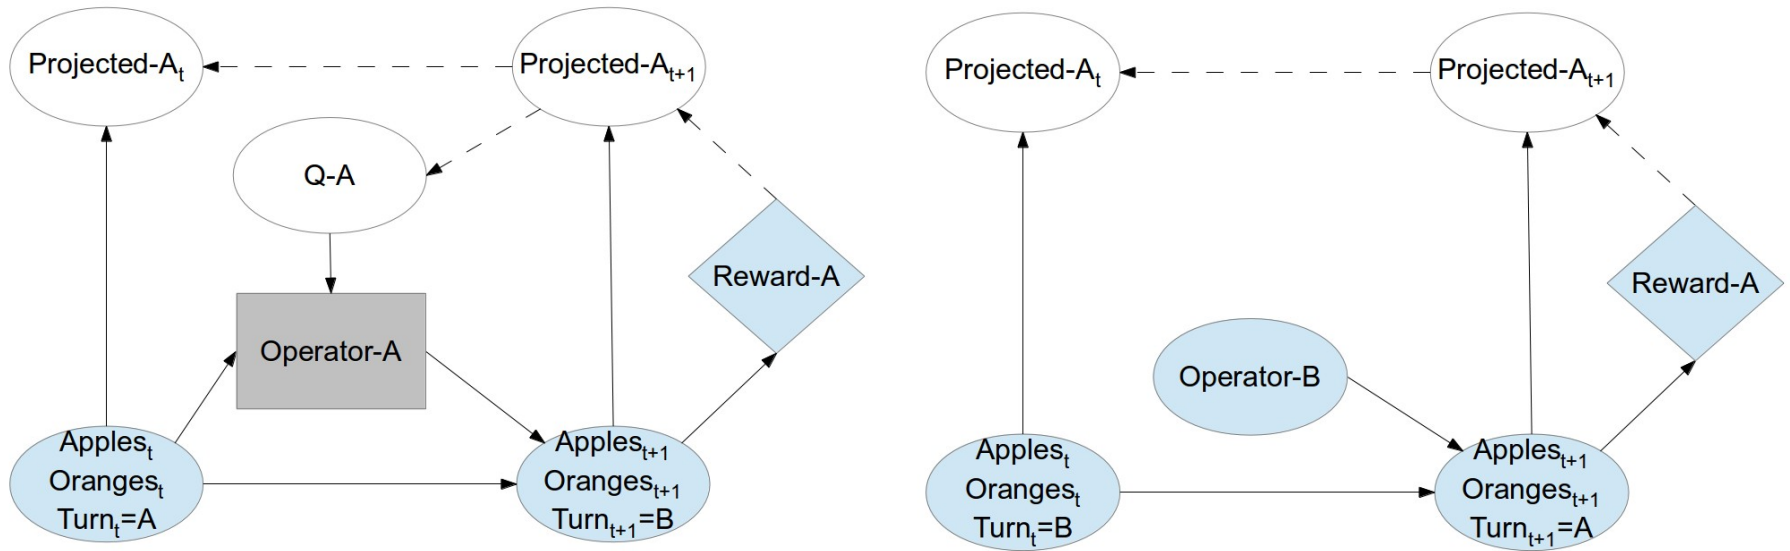 Projected-Aₜ
Projected-Aₜ₊₁
Q-A
Reward-A
Operator-A
Applesₜ
Orangesₜ
Turnₜ=A
Applesₜ₊₁
Orangesₜ₊₁
Turnₜ₊₁=B
Projected-Aₜ
Projected-Aₜ₊₁
Reward-A
Operator-B
Applesₜ
Orangesₜ
Turnₜ=B
Applesₜ₊₁
Orangesₜ₊₁
Turnₜ₊₁=A